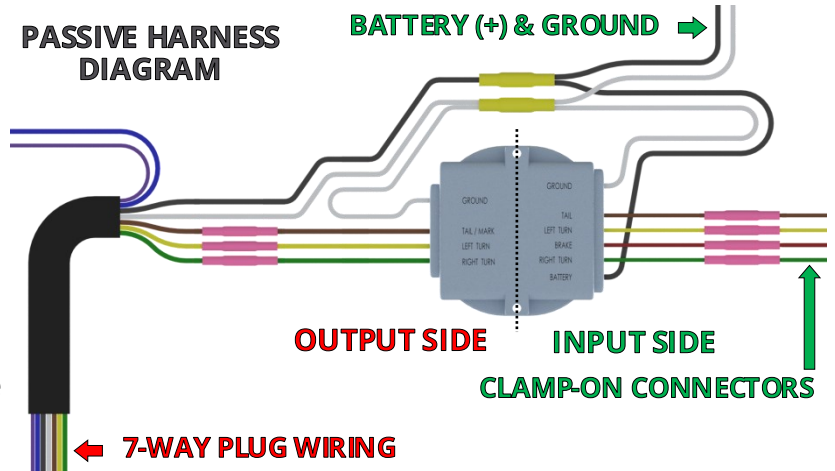 PASSIVE HARNESS
DIAGRAM
BATTERY (+) & GROUND
GROUND
TAIL / MARK
LEFT TURN
RIGHT TURN
GROUND
TAIL
LEFT TURN
BRAKE
RIGHT TURN
BATTERY
OUTPUT SIDE
INPUT SIDE
CLAMP-ON CONNECTORS
7-WAY PLUG WIRING